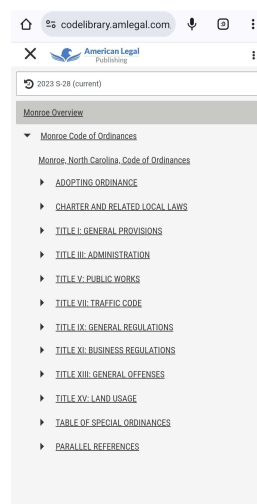 codelibrary.amlegal.com
American Legal
Publishing
2023 S-28 (current)
Monroe Overview
Monroe Code of Ordinances
Monroe, North Carolina, Code of Ordinances
ADOPTING ORDINANCE
CHARTER AND RELATED LOCAL LAWS
TITLE I: GENERAL PROVISIONS
TITLE III: ADMINISTRATION
TITLE V: PUBLIC WORKS
TITLE VII: TRAFFIC CODE
TITLE IX: GENERAL REGULATIONS
TITLE XI: BUSINESS REGULATIONS
TITLE XIII: GENERAL OFFENSES
TITLE XV: LAND USAGE
TABLE OF SPECIAL ORDINANCES
PARALLEL REFERENCES